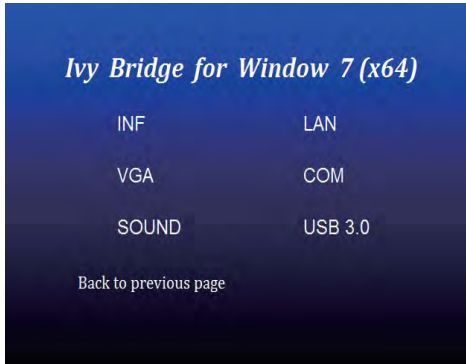 Ivy Bridge for Window 7 (x64)
INF LAN
VGA COM
SOUND USB 3.0
Back to previous page